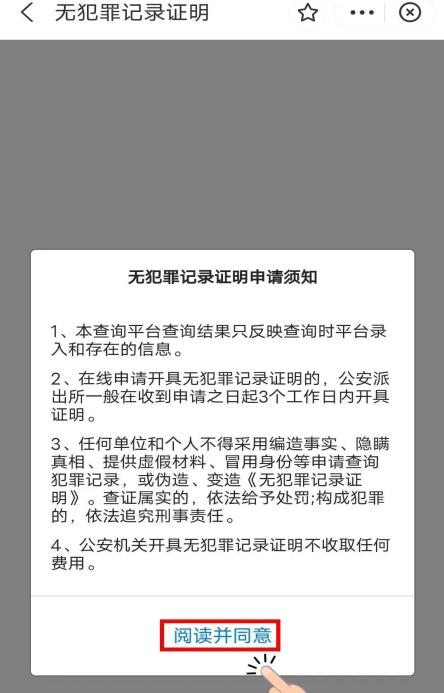 无犯罪记录证明
无犯罪记录证明申请须知
1、本查询平台查询结果只反映查询时平台录
入和存在的信息。
2、在线申请开具无犯罪记录证明的，公安派
出所一般在收到申请之日起3个工作日内开具
证明。
3、任何单位和个人不得采用编造事实、隐瞒
真相、提供虚假材料、冒用身份等申请查询
犯罪记录，或伪造、变造《无犯罪记录证
明》。查证属实的，依法给予处罚;构成犯罪
的，依法追究刑事责任。
4、公安机关开具无犯罪记录证明不收取任何
费用。
阅读并同意